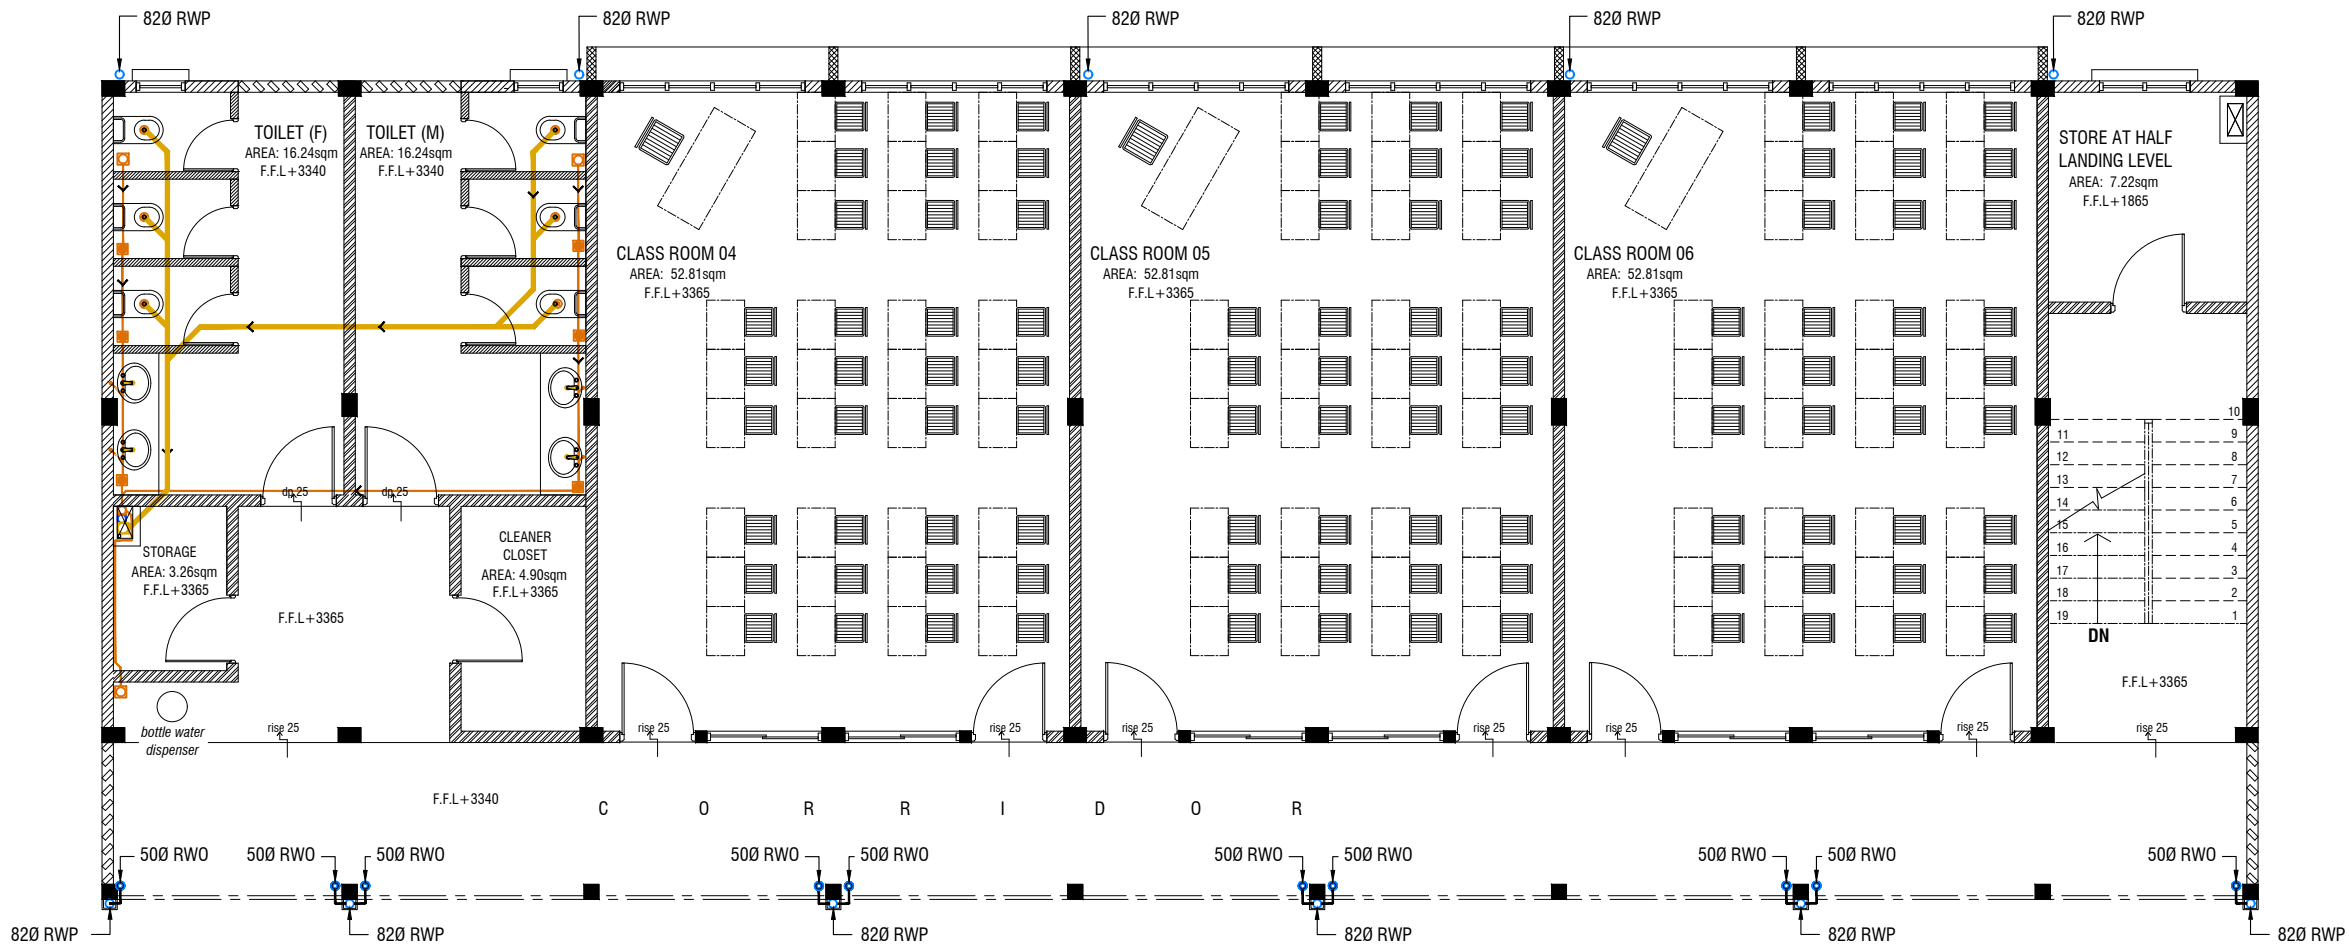 82Ø RWP
82Ø RWP
82Ø RWP
82Ø RWP
82Ø RWP
TOILET (F)
AREA: 16.24sqm
F.F.L+3340
TOILET (M)
AREA: 16.24sqm
F.F.L+3340
STORE AT HALF
LANDING LEVEL
AREA: 7.22sqm
F.F.L+1865
CLASS ROOM 04
AREA: 52.81sqm
F.F.L+3365
CLASS ROOM 05
AREA: 52.81sqm
F.F.L+3365
CLASS ROOM 06
AREA: 52.81sqm
F.F.L+3365
10
11
9
12
8
13
7
14
6
15
5
16
4
17
3
18
2
19
1
DN
dp 25
dp 25
STORAGE
AREA: 3.26sqm
F.F.L+3365
CLEANER
CLOSET
AREA: 4.90sqm
F.F.L+3365
F.F.L+3365
F.F.L+3365
bottle water
dispenser
rise 25
rise 25
rise 25
rise 25
rise 25
rise 25
rise 25
rise 25
F.F.L+3340
C O R R I D O R
50Ø RWO
50Ø RWO
50Ø RWO
50Ø RWO
50Ø RWO
50Ø RWO
50Ø RWO
50Ø RWO
50Ø RWO
50Ø RWO
82Ø RWP
82Ø RWP
82Ø RWP
82Ø RWP
82Ø RWP
82Ø RWP